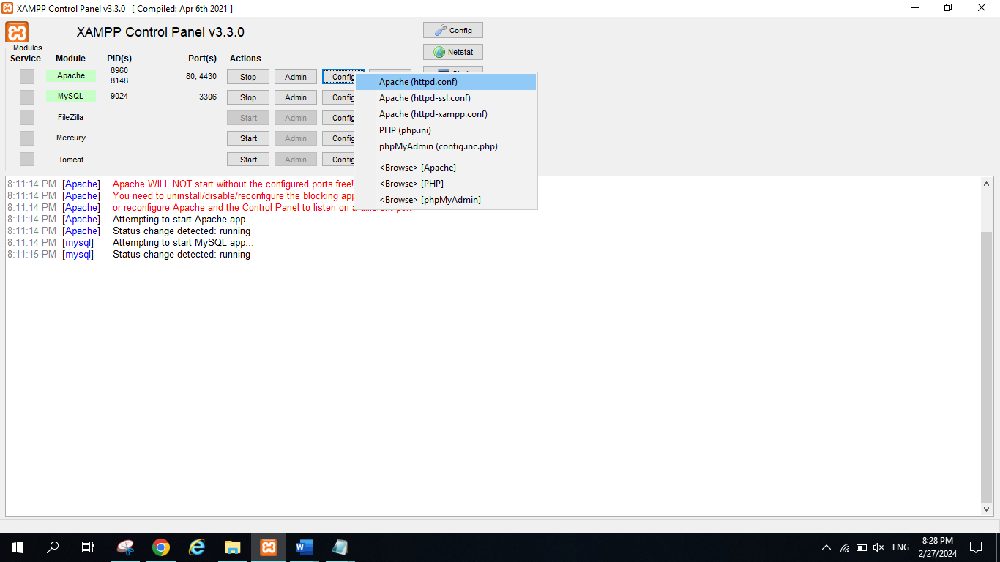 XAMPP Control Panel v3.3.0 [ Compiled: Apr 6th 2021 ]
XAMPP Control Panel v3.3.0
Config
Modules
Service Module PID(s) Port(s) Actions
Netstat
Apache 8960 8148 80, 4430 Stop Admin Config
MySQL 9024 3306 Stop Admin Config
FileZilla Start Admin Config
Mercury Start Admin Config
Tomcat Start Admin Config
Apache (httpd.conf)
Apache (httpd-ssl.conf)
Apache (httpd-xampp.conf)
PHP (php.ini)
phpMyAdmin (config.inc.php)
<Browse> [Apache]
<Browse> [PHP]
<Browse> [phpMyAdmin]
8:11:14 PM [Apache] Apache WILL NOT start without the configured ports free!
8:11:14 PM [Apache] You need to uninstall/disable/reconfigure the blocking app
8:11:14 PM [Apache] or reconfigure Apache and the Control Panel to listen on a different port
8:11:14 PM [Apache] Attempting to start Apache app...
8:11:14 PM [Apache] Status change detected: running
8:11:14 PM [mysql] Attempting to start MySQL app...
8:11:15 PM [mysql] Status change detected: running
ENG
8:28 PM
2/27/2024